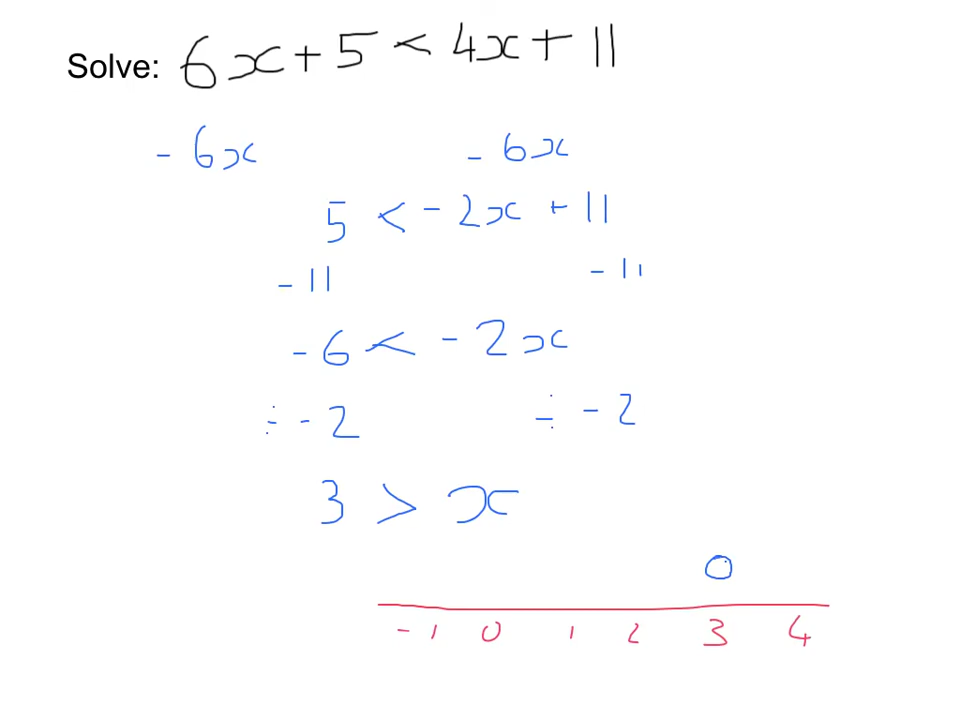 Solve: 6x + 5 < 4x + 11
- 6x - 6x
5 < - 2x + 11
- 11 - 11
- 6 < - 2x
÷ - 2 ÷ - 2
3 > x
- 1 0 1 2 3 4